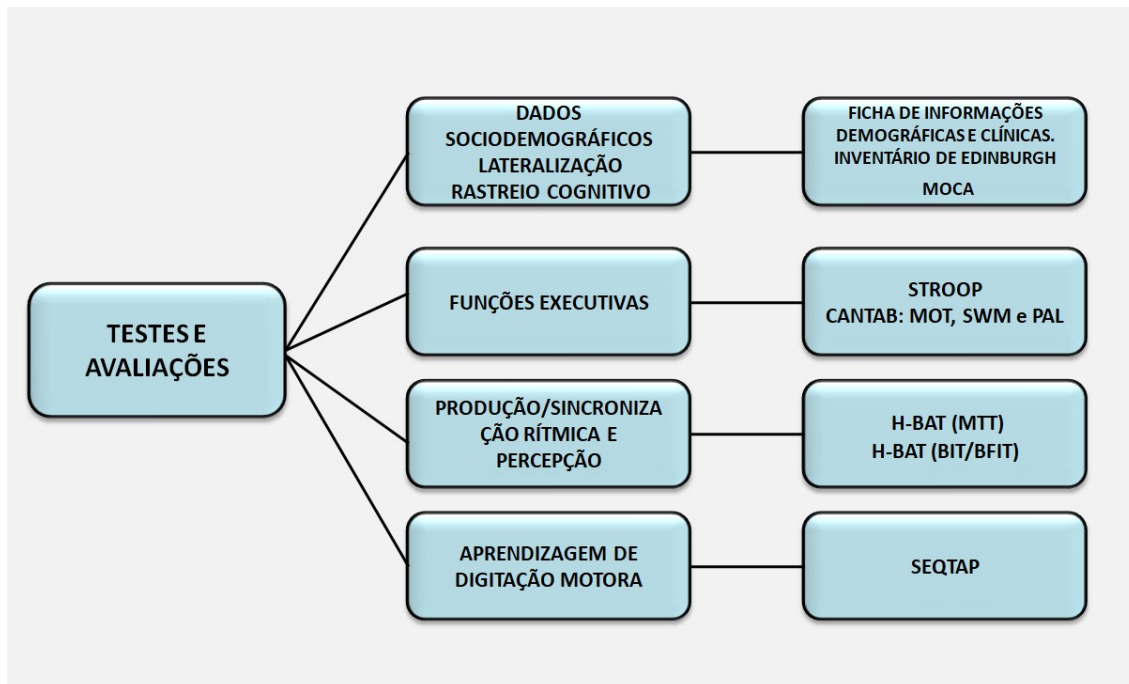 TESTES E
AVALIAÇÕES
DADOS
SOCIODEMOGRÁFICOS
LATERALIZAÇÃO
RASTREIO COGNITIVO
FICHA DE INFORMAÇÕES
DEMOGRÁFICAS E CLÍNICAS.
INVENTÁRIO DE EDINBURGH
MOCA
FUNÇÕES EXECUTIVAS
STROOP
CANTAB: MOT, SWM e PAL
PRODUÇÃO/SINCRONIZA
ÇÃO RÍTMICA E
PERCEPÇÃO
H-BAT (MTT)
H-BAT (BIT/BFIT)
APRENDIZAGEM DE
DIGITAÇÃO MOTORA
SEQTAP